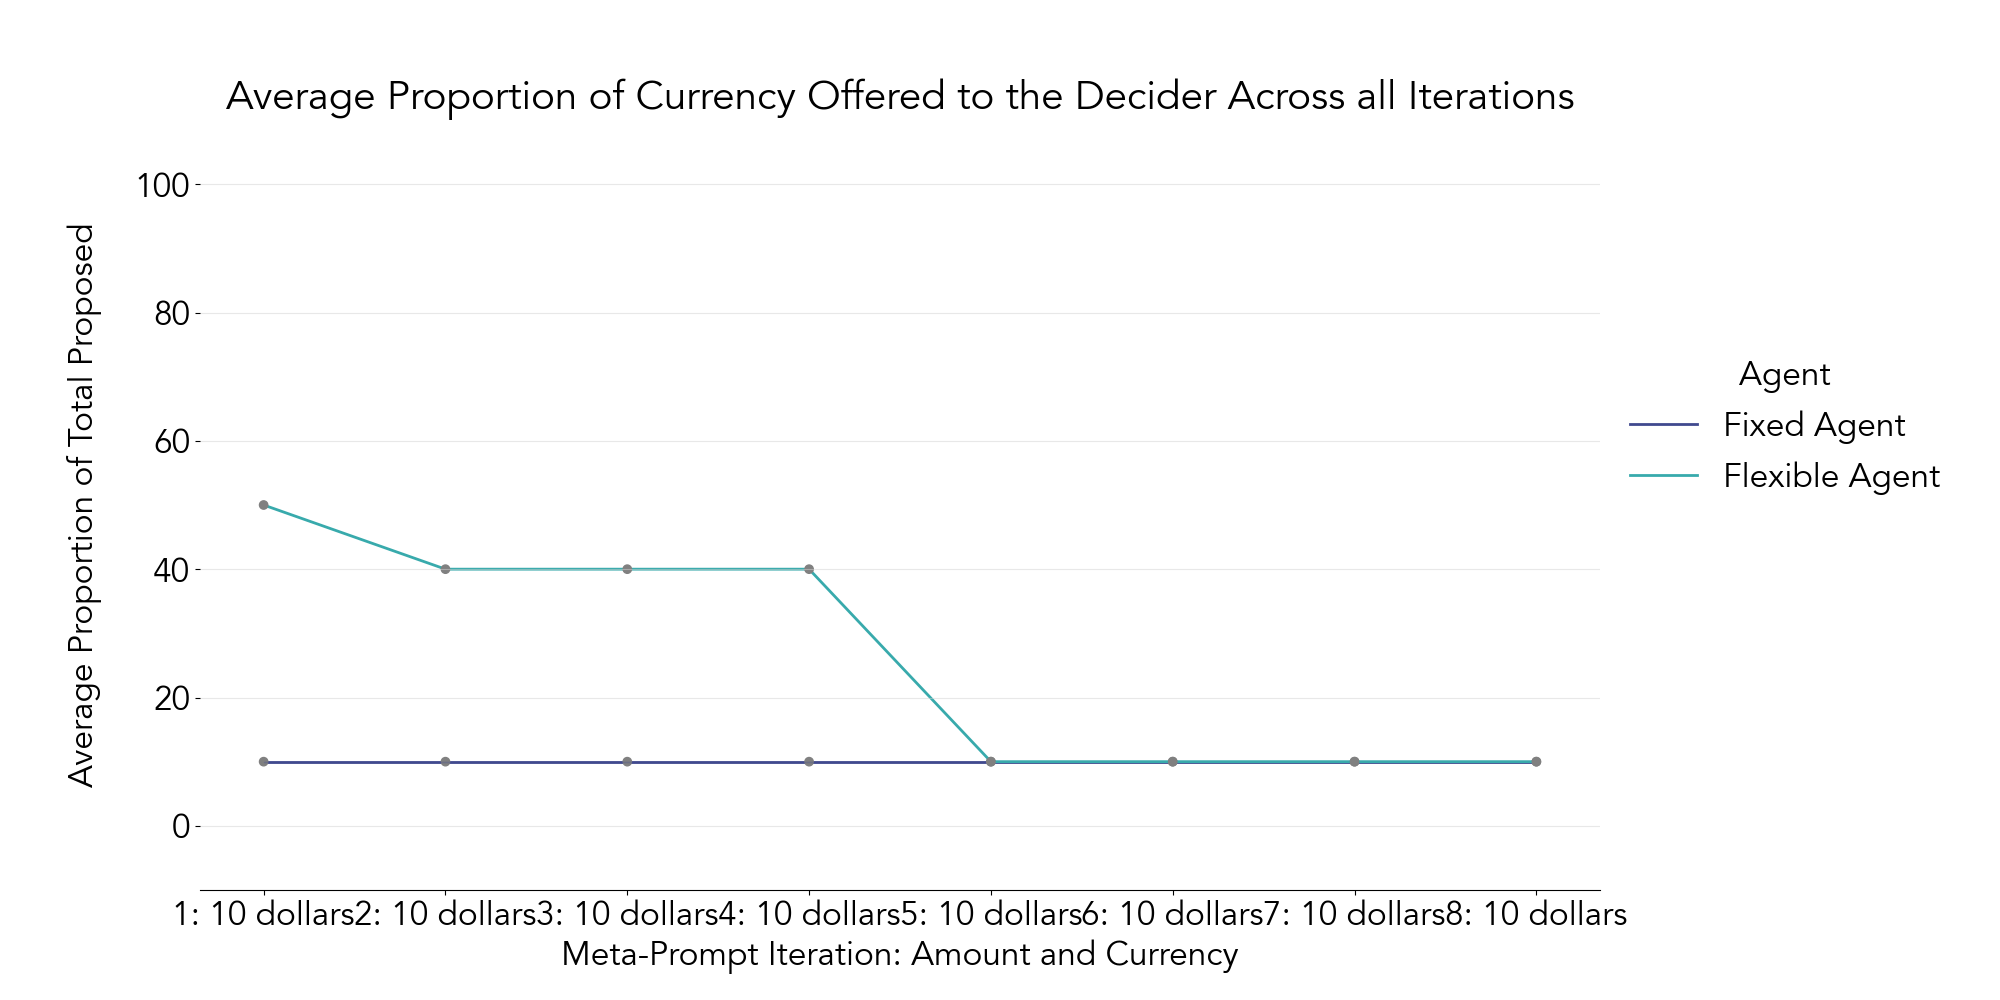 Average Proportion of Currency Offered to the Decider Across all Iterations
Average Proportion of Total Proposed
100
80
60
40
20
0
1: 10 dollars2: 10 dollars3: 10 dollars4: 10 dollars5: 10 dollars6: 10 dollars7: 10 dollars8: 10 dollars
Meta-Prompt Iteration: Amount and Currency
Agent
Fixed Agent
Flexible Agent